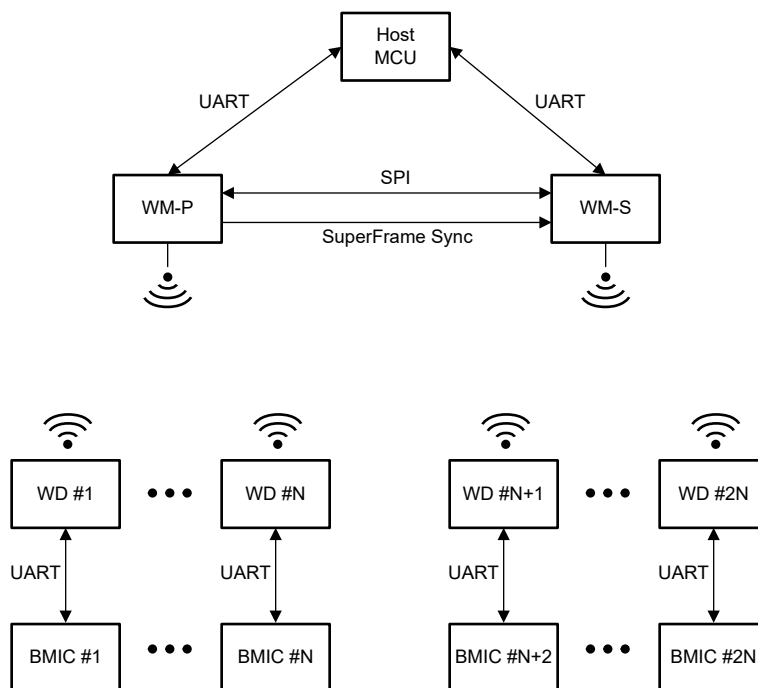 Host
MCU
UART
UART
SPI
WM-P
WM-S
SuperFrame Sync
WD #1
WD #N
WD #N+1
WD #2N
UART
UART
UART
UART
BMIC #1
BMIC #N
BMIC #N+2
BMIC #2N